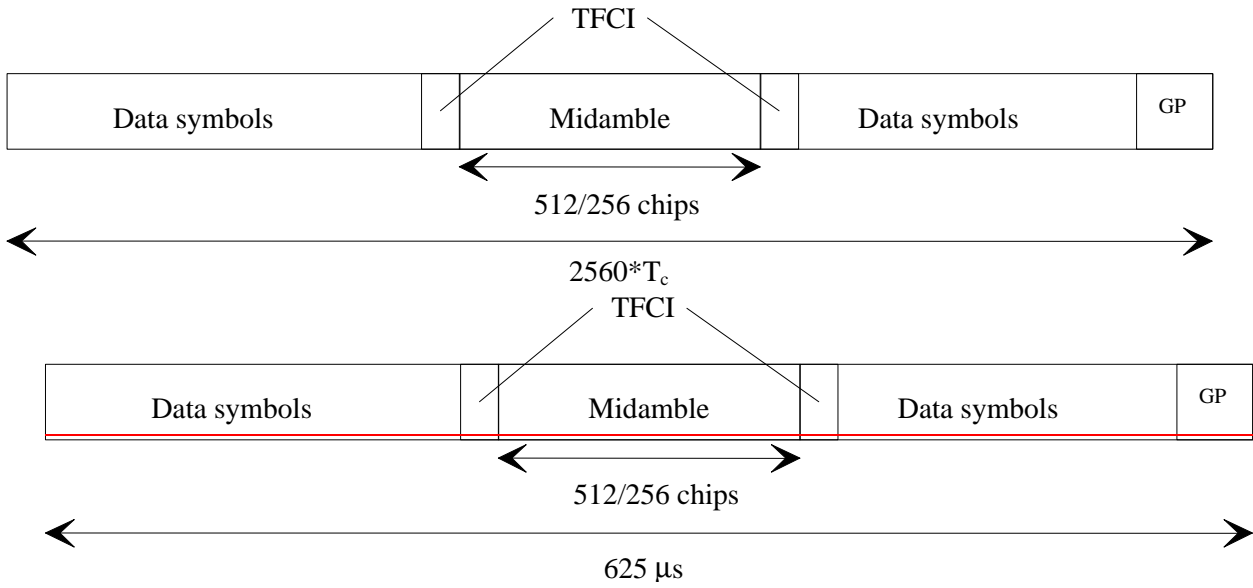 TFCI
Data symbols Midamble Data symbols GP
512/256 chips
2560*Tc
TFCI
Data symbols Midamble Data symbols GP
512/256 chips
625 μs